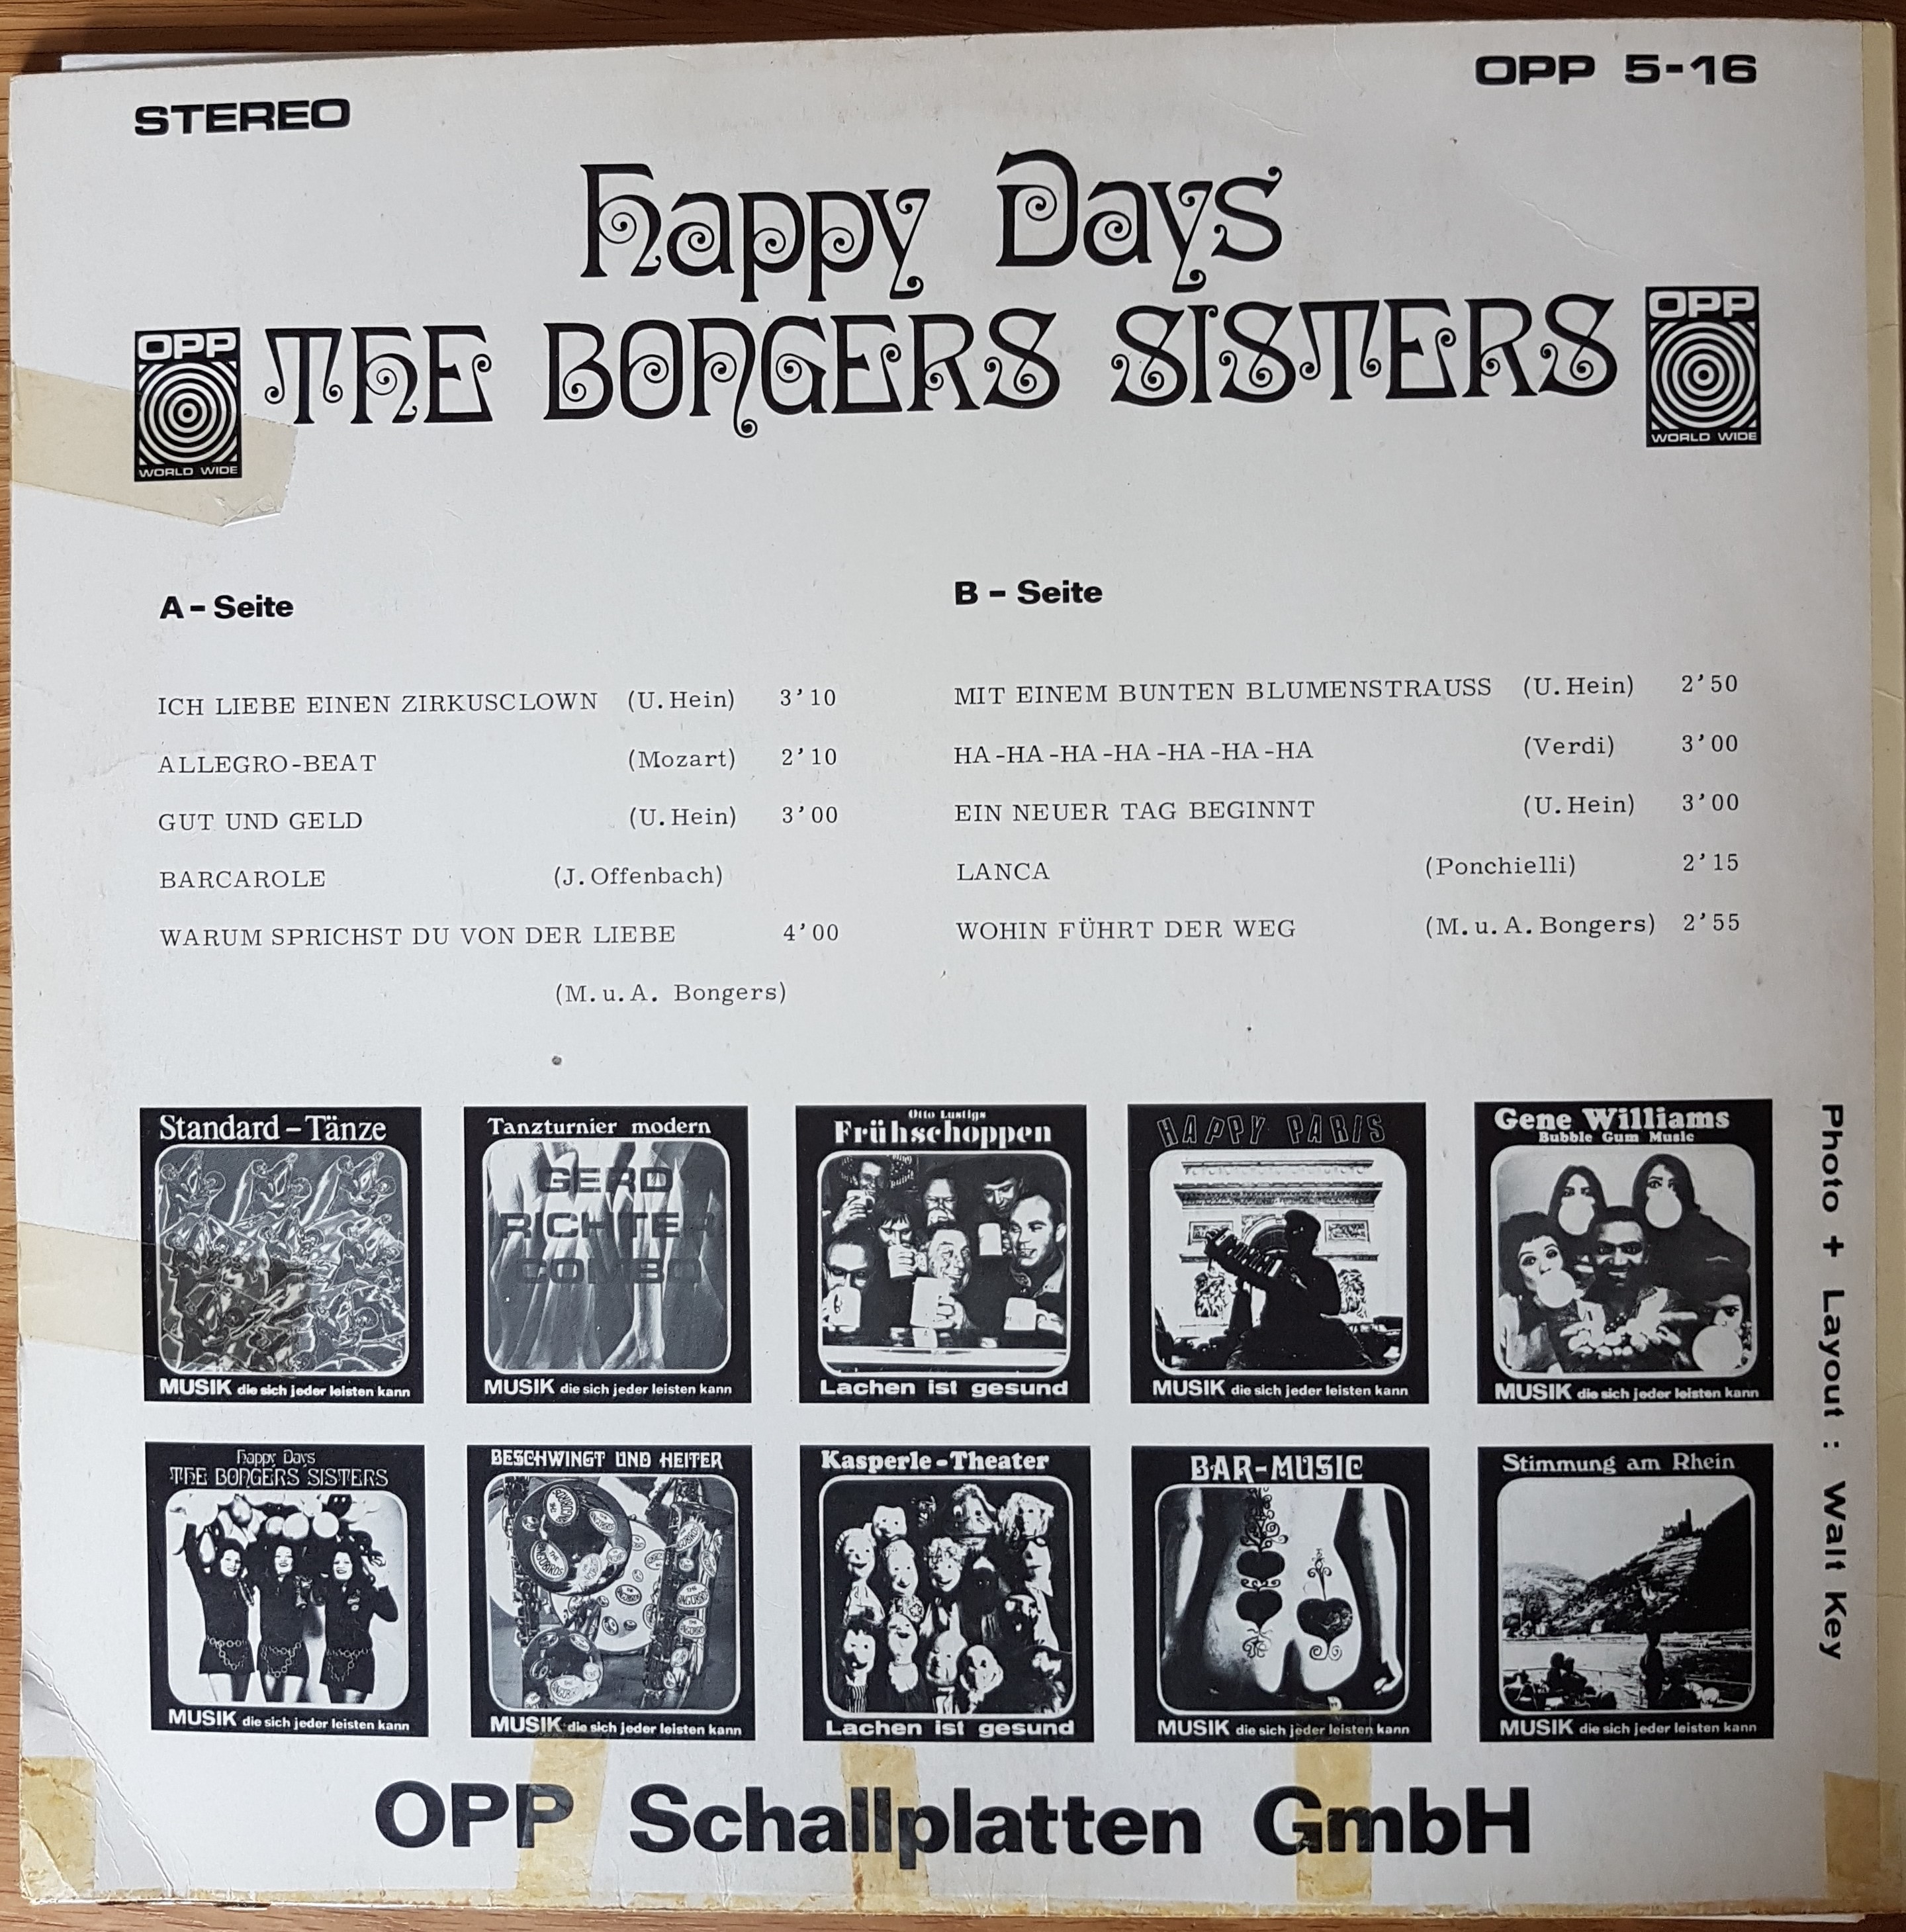 STEREO
OPP 5-16
Happy Days
THE BONGERS SISTERS
OPP
WORLD WIDE
OPP
WORLD WIDE
A - Seite
ICH LIEBE EINEN ZIRKUSCLOWN (U. Hein) 3'10
ALLEGRO-BEAT (Mozart) 2'10
GUT UND GELD (U. Hein) 3'00
BARCAROLE (J. Offenbach)
WARUM SPRICHST DU VON DER LIEBE 4'00
(M. u. A. Bongers)
B - Seite
MIT EINEM BUNTEN BLUMENSTRAUSS (U. Hein) 2'50
HA-HA-HA-HA-HA-HA-HA (Verdi) 3'00
EIN NEUER TAG BEGINNT (U. Hein) 3'00
LANCA (Ponchielli) 2'15
WOHIN FÜHRT DER WEG (M. u. A. Bongers) 2'55
Standard-Tänze
MUSIK die sich jeder leisten kann
Tanzturnier modern
GERD
RICHTER
COMBO
MUSIK die sich jeder leisten kann
Otto Lustigs
Frühschoppen
Lachen ist gesund
HAPPY PARIS
MUSIK die sich jeder leisten kann
Gene Williams
Bubble Gum Music
MUSIK die sich jeder leisten kann
Happy Days
THE BONGERS SISTERS
MUSIK die sich jeder leisten kann
BESCHWINGT UND HEITER
MUSIK die sich jeder leisten kann
Kasperle-Theater
Lachen ist gesund
BAR-MUSIC
MUSIK die sich jeder leisten kann
Stimmung am Rhein
MUSIK die sich jeder leisten kann
Photo + Layout : Walt Key
OPP Schallplatten GmbH